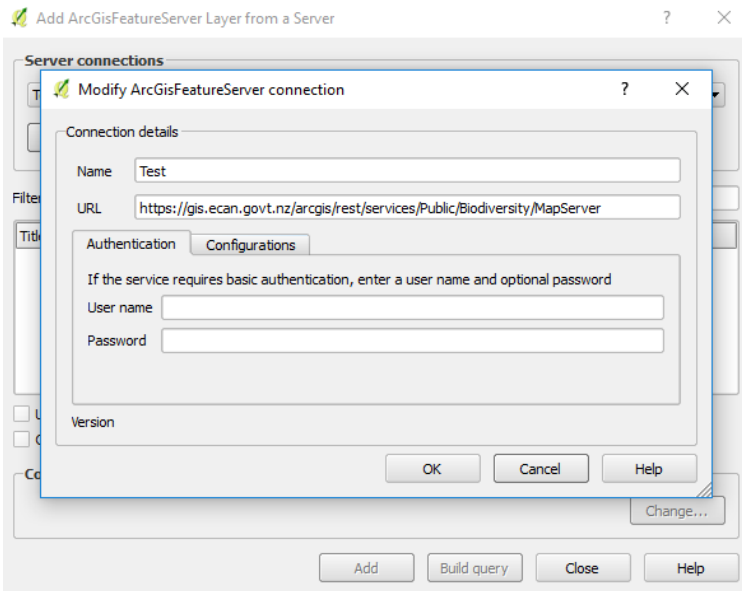 Add ArcGisFeatureServer Layer from a Server
Server connections
Modify ArcGisFeatureServer connection
Connection details
Name Test
URL https://gis.ecan.govt.nz/arcgis/rest/services/Public/Biodiversity/MapServer
Filter
Authentication Configurations
If the service requires basic authentication, enter a user name and optional password
User name
Password
Version
OK Cancel Help
Change...
Add Build query Close Help